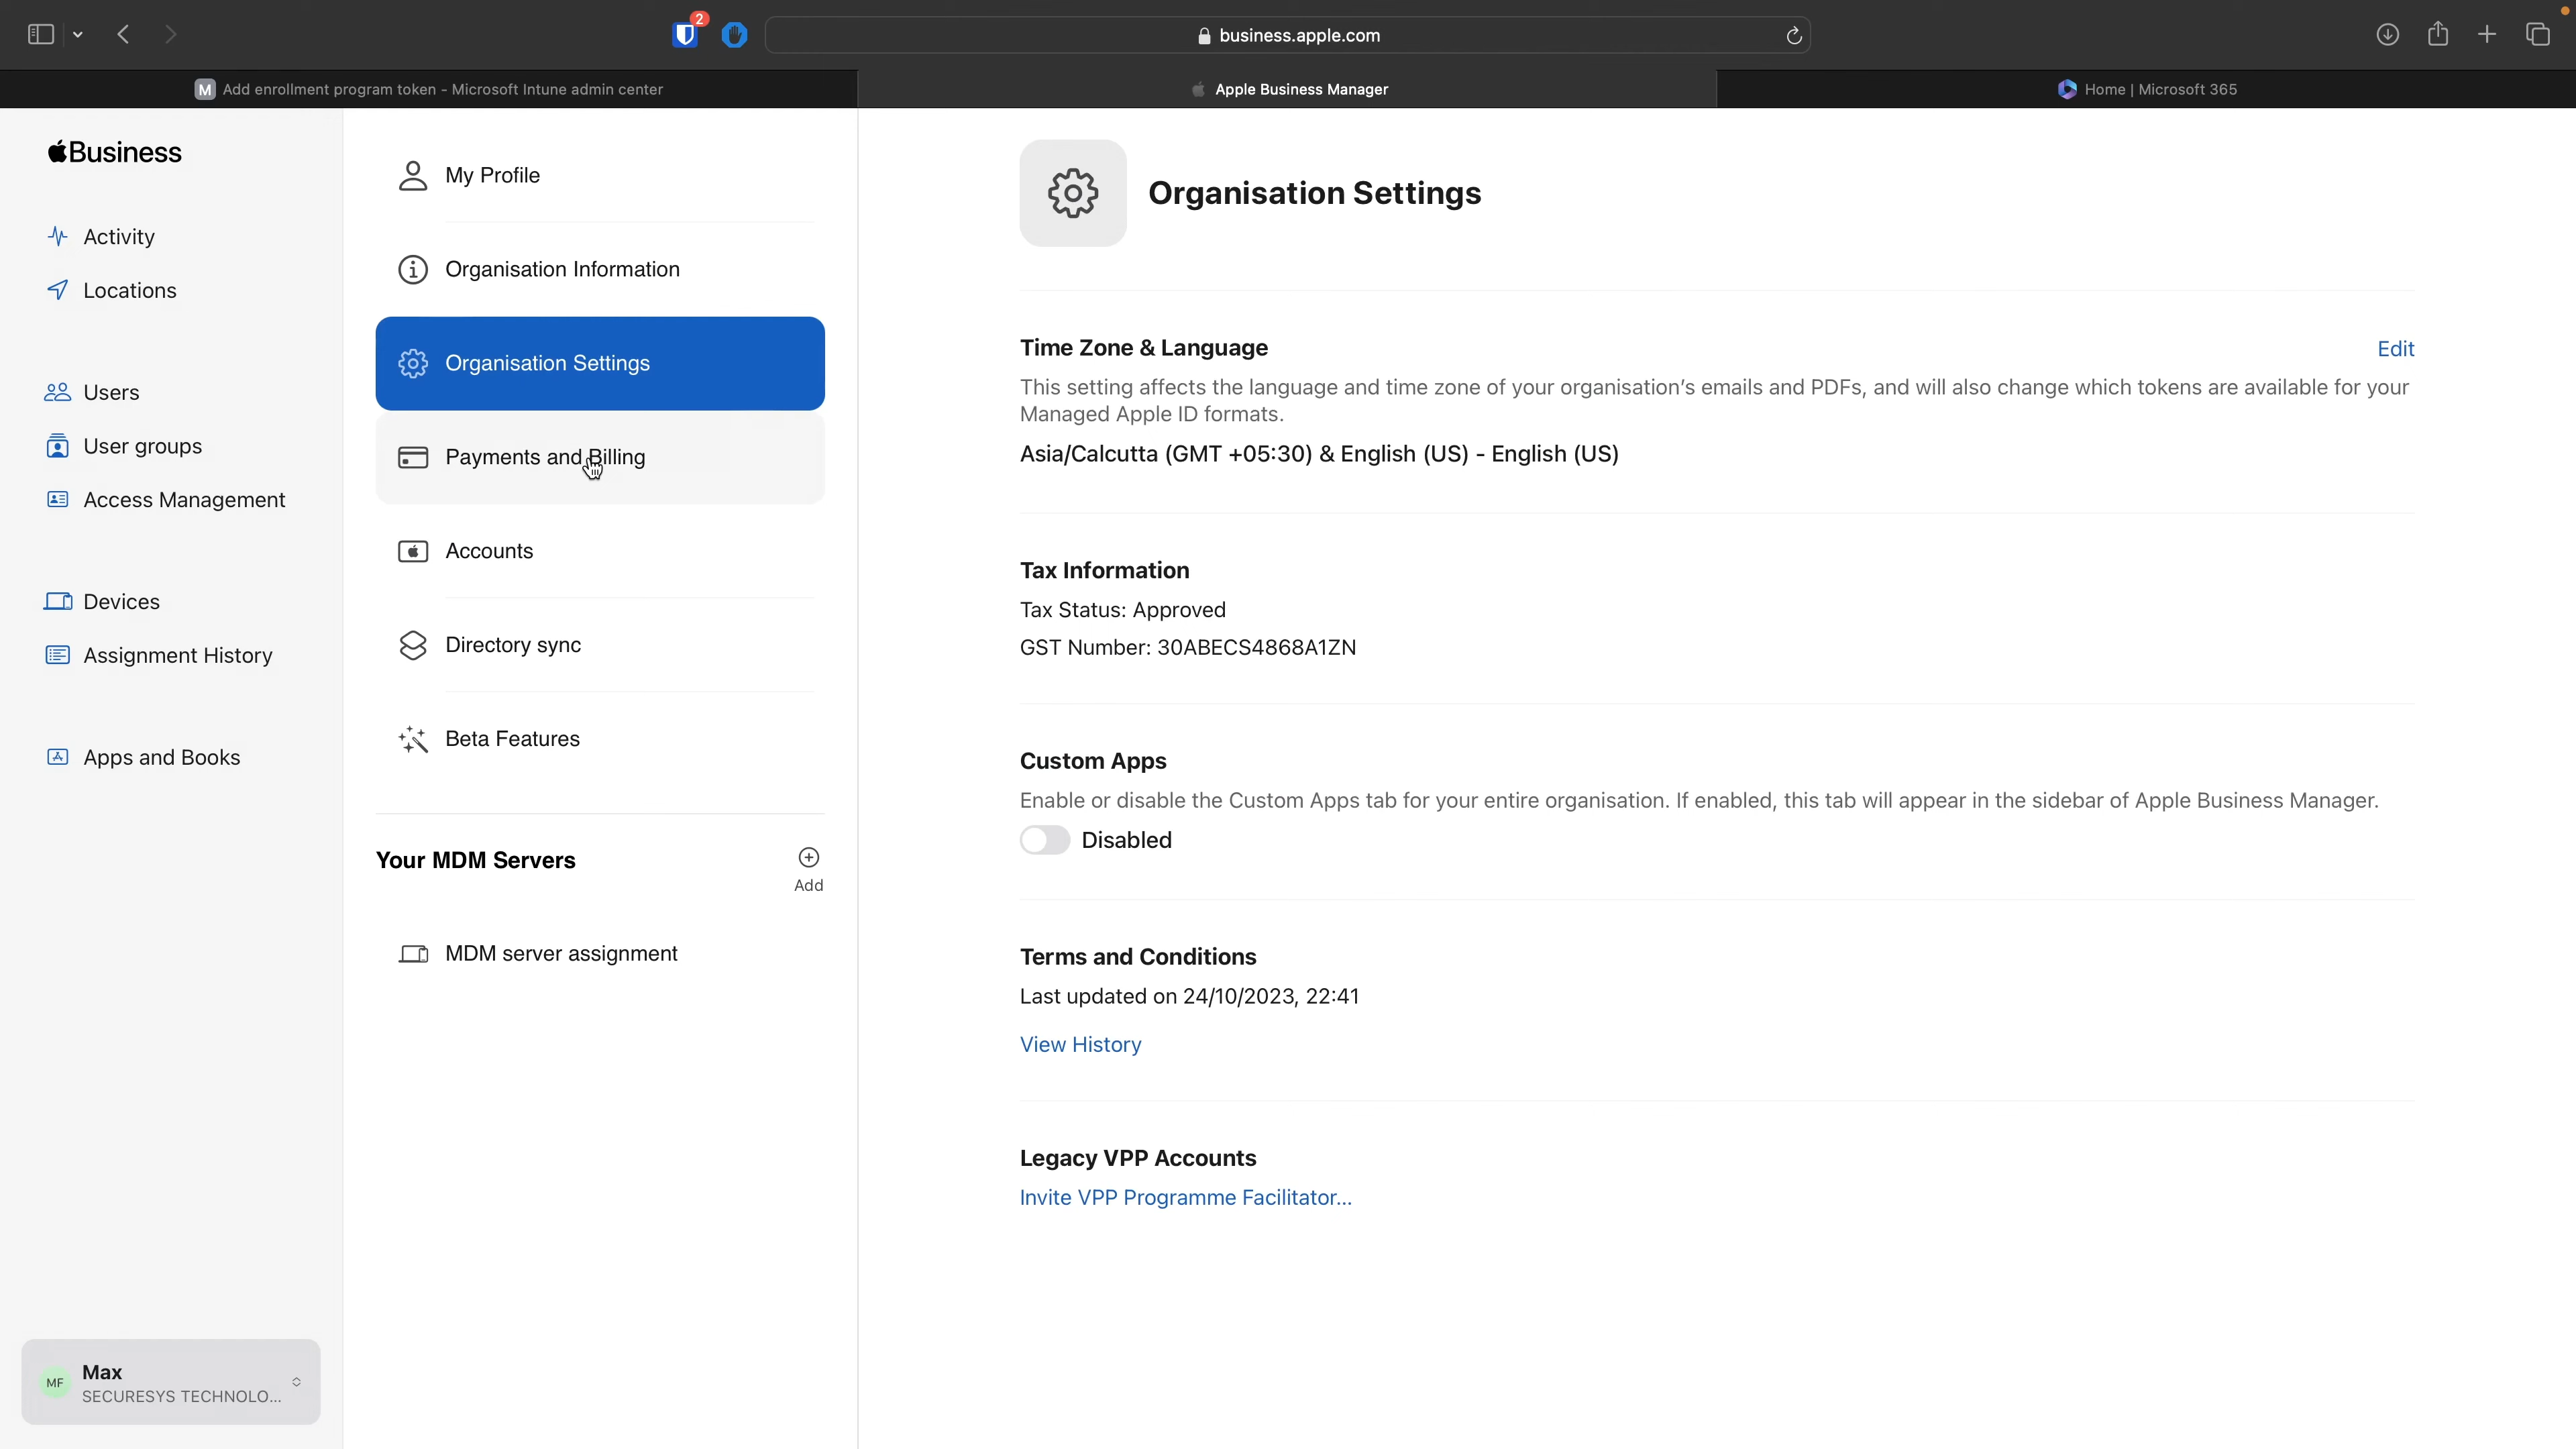 2
business.apple.com
M Add enrollment program token - Microsoft Intune admin center
Apple Business Manager
Home | Microsoft 365
Business
Activity
Locations
Users
User groups
Access Management
Devices
Assignment History
Apps and Books
MF
Max
SECURESYS TECHNOLO...
My Profile
Organisation Information
Organisation Settings
Payments and Billing
Accounts
Directory sync
Beta Features
Your MDM Servers
Add
MDM server assignment
Organisation Settings
Time Zone & Language
Edit
This setting affects the language and time zone of your organisation's emails and PDFs, and will also change which tokens are available for your
Managed Apple ID formats.
Asia/Calcutta (GMT +05:30) & English (US) - English (US)
Tax Information
Tax Status: Approved
GST Number: 30ABECS4868A1ZN
Custom Apps
Enable or disable the Custom Apps tab for your entire organisation. If enabled, this tab will appear in the sidebar of Apple Business Manager.
Disabled
Terms and Conditions
Last updated on 24/10/2023, 22:41
View History
Legacy VPP Accounts
Invite VPP Programme Facilitator...